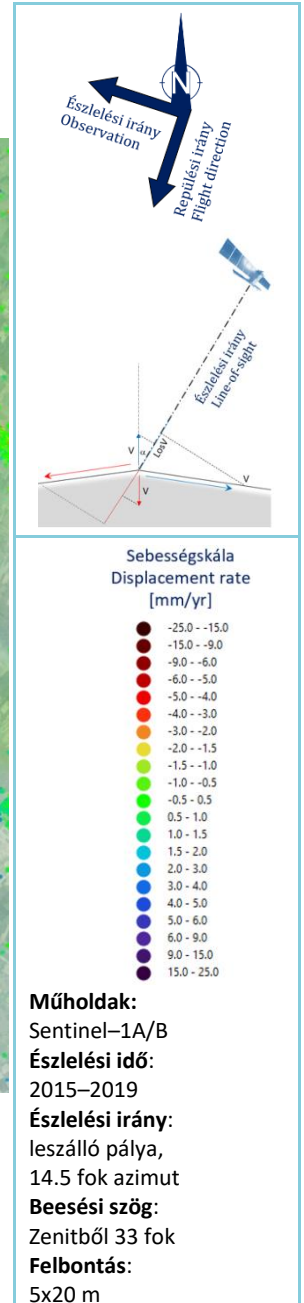 N
Észlelési irány
Observation
Repülési irány
Flight direction
Észlelési irány
Line-of-sight
V
α
LosV
V
V
Sebességskála
Displacement rate
[mm/yr]
-25.0 - -15.0
-15.0 - -9.0
-9.0 - -6.0
-6.0 - -5.0
-5.0 - -4.0
-4.0 - -3.0
-3.0 - -2.0
-2.0 - -1.5
-1.5 - -1.0
-1.0 - -0.5
-0.5 - 0.5
0.5 - 1.0
1.0 - 1.5
1.5 - 2.0
2.0 - 3.0
3.0 - 4.0
4.0 - 5.0
5.0 - 6.0
6.0 - 9.0
9.0 - 15.0
15.0 - 25.0
Műholdak:
Sentinel–1A/B
Észlelési idő:
2015–2019
Észlelési irány:
leszálló pálya,
14.5 fok azimut
Beesési szög:
Zenitből 33 fok
Felbontás:
5x20 m